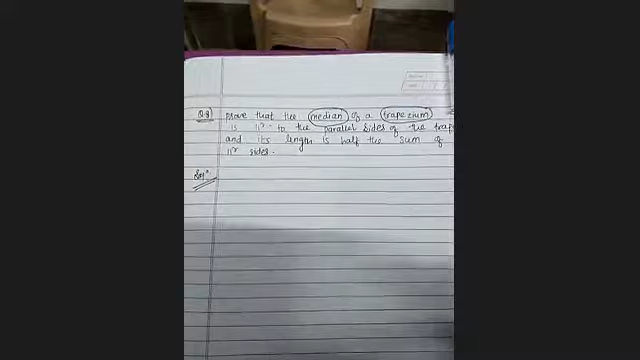 Q.8) prove that the median of a trapezium
is ||ᵉˡ to the parallel sides of the trap
and its length is half the sum of
||ᵉˡ sides.
Solⁿ: